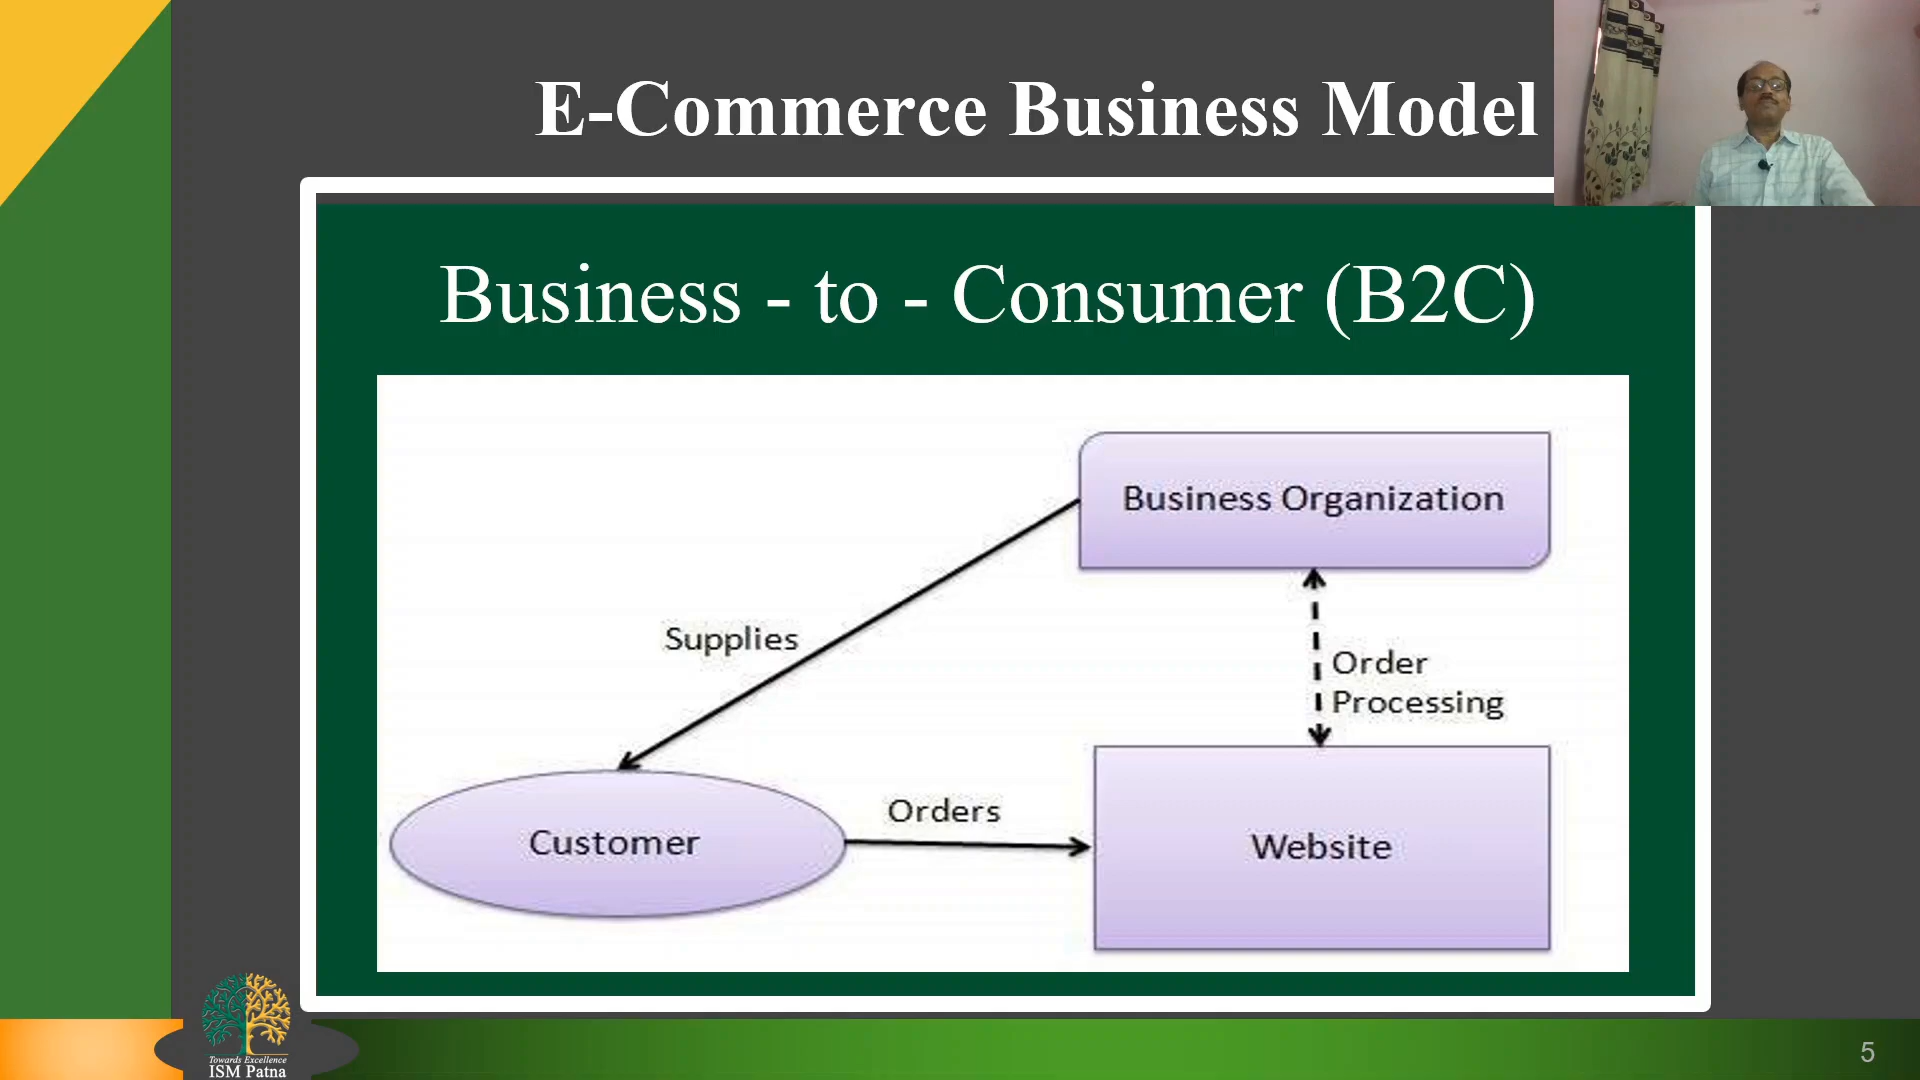 E-Commerce Business Model
Business - to - Consumer (B2C)
Business Organization
Supplies
Order
Processing
Orders
Customer
Website
Towards Excellence
ISM Patna
5